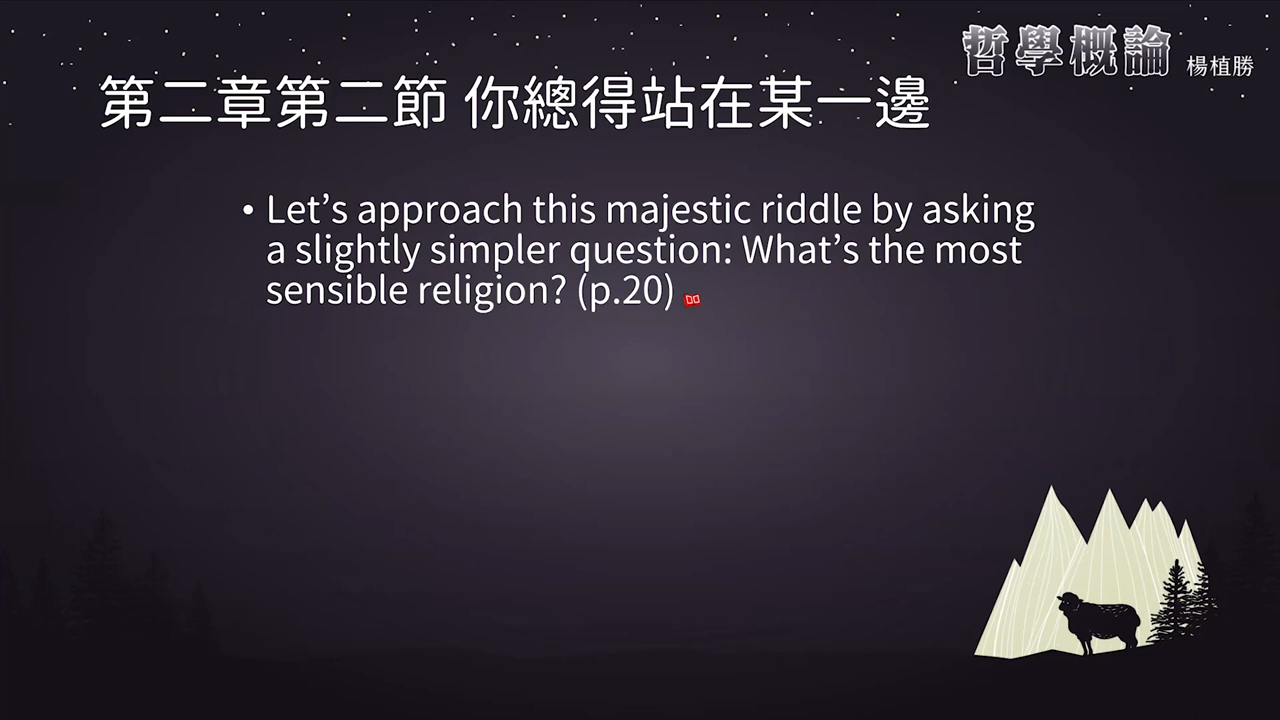 哲學概論 楊植勝
第二章第二節 你總得站在某一邊
• Let’s approach this majestic riddle by asking
a slightly simpler question: What’s the most
sensible religion? (p.20)